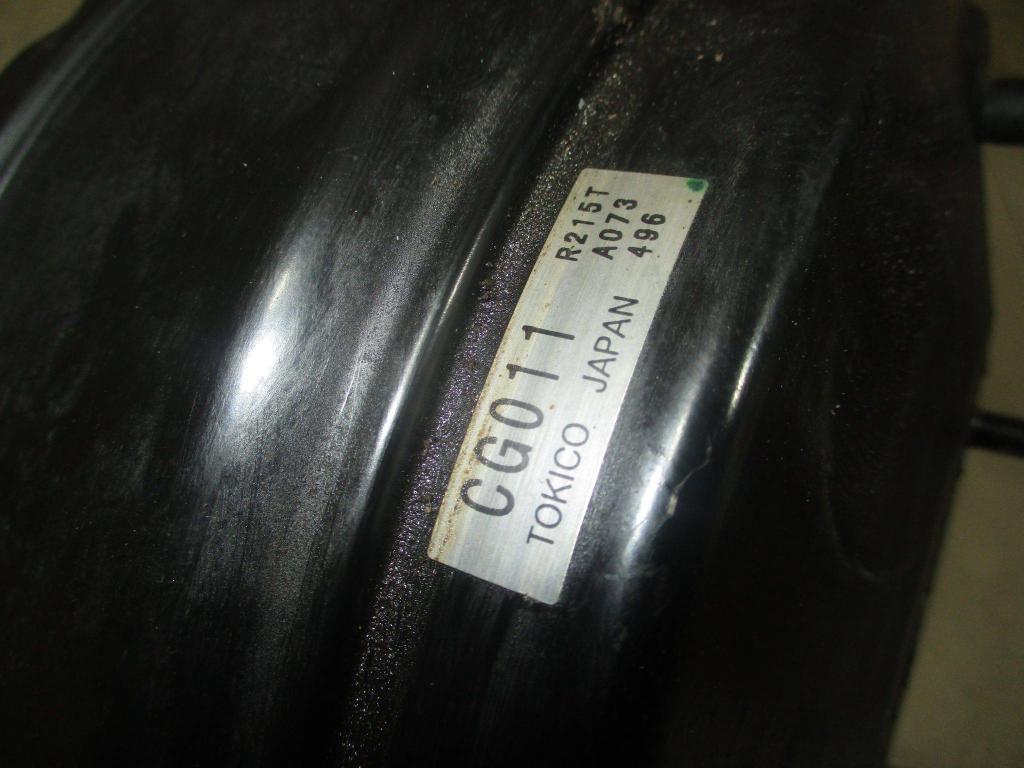 CG011
R215T
A073
496
TOKICO JAPAN